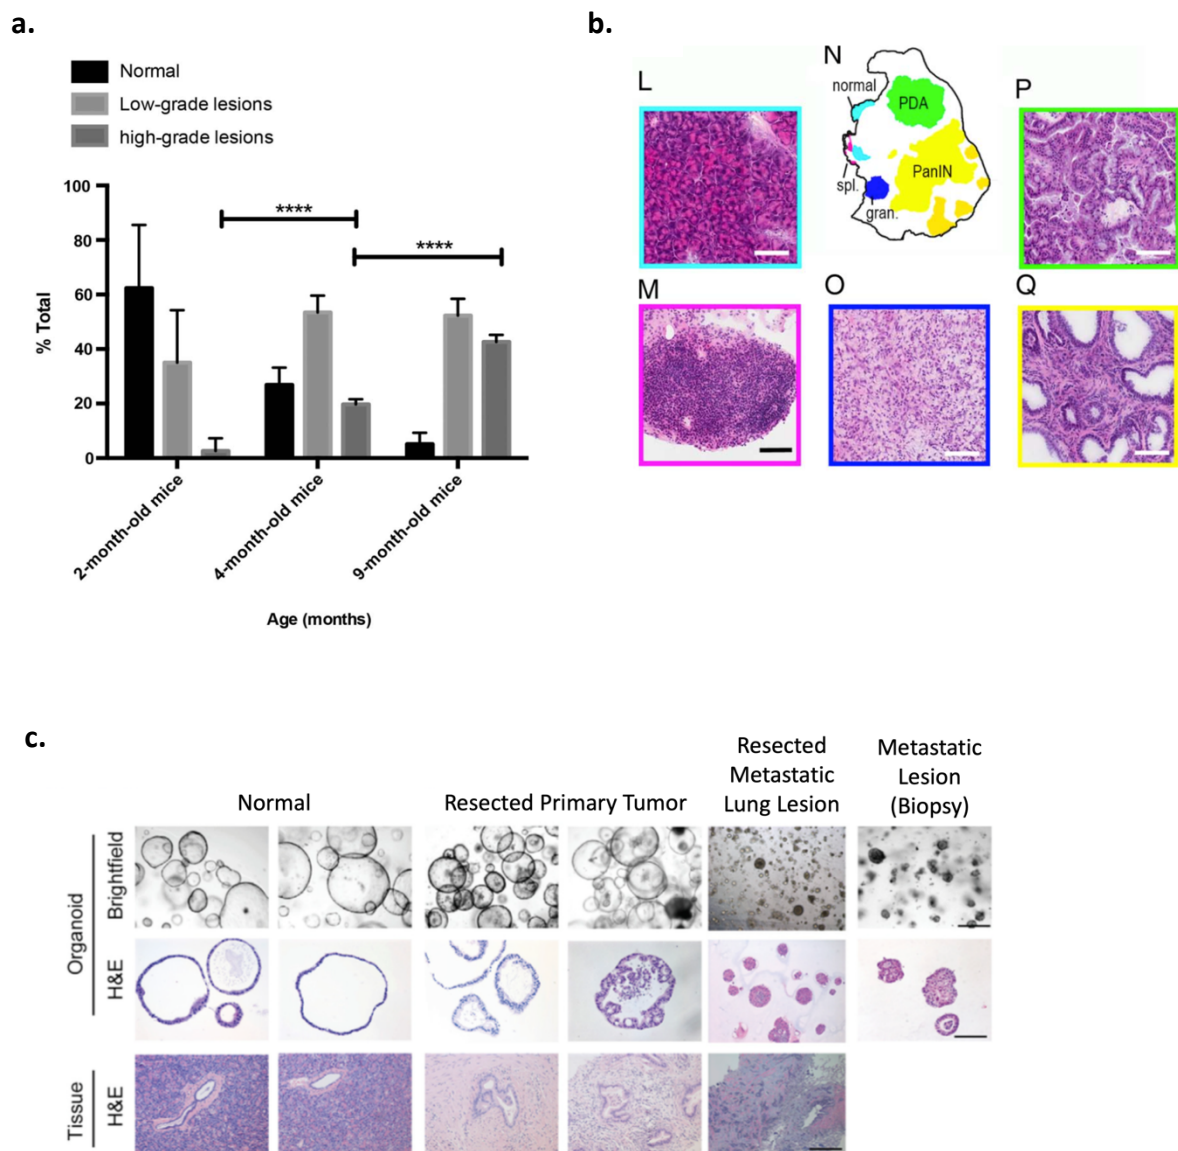 a.
Normal
Low-grade lesions
high-grade lesions
100
80
60
40
20
0
% Total
****
****
2-month-old mice
4-month-old mice
9-month-old mice
Age (months)
b.
L
N
P
normal
PDA
PanIN
spl.
gran.
M
O
Q
c.
Normal
Resected Primary Tumor
Resected
Metastatic
Lung Lesion
Metastatic
Lesion
(Biopsy)
Organoid
Brightfield
H&E
Tissue
H&E